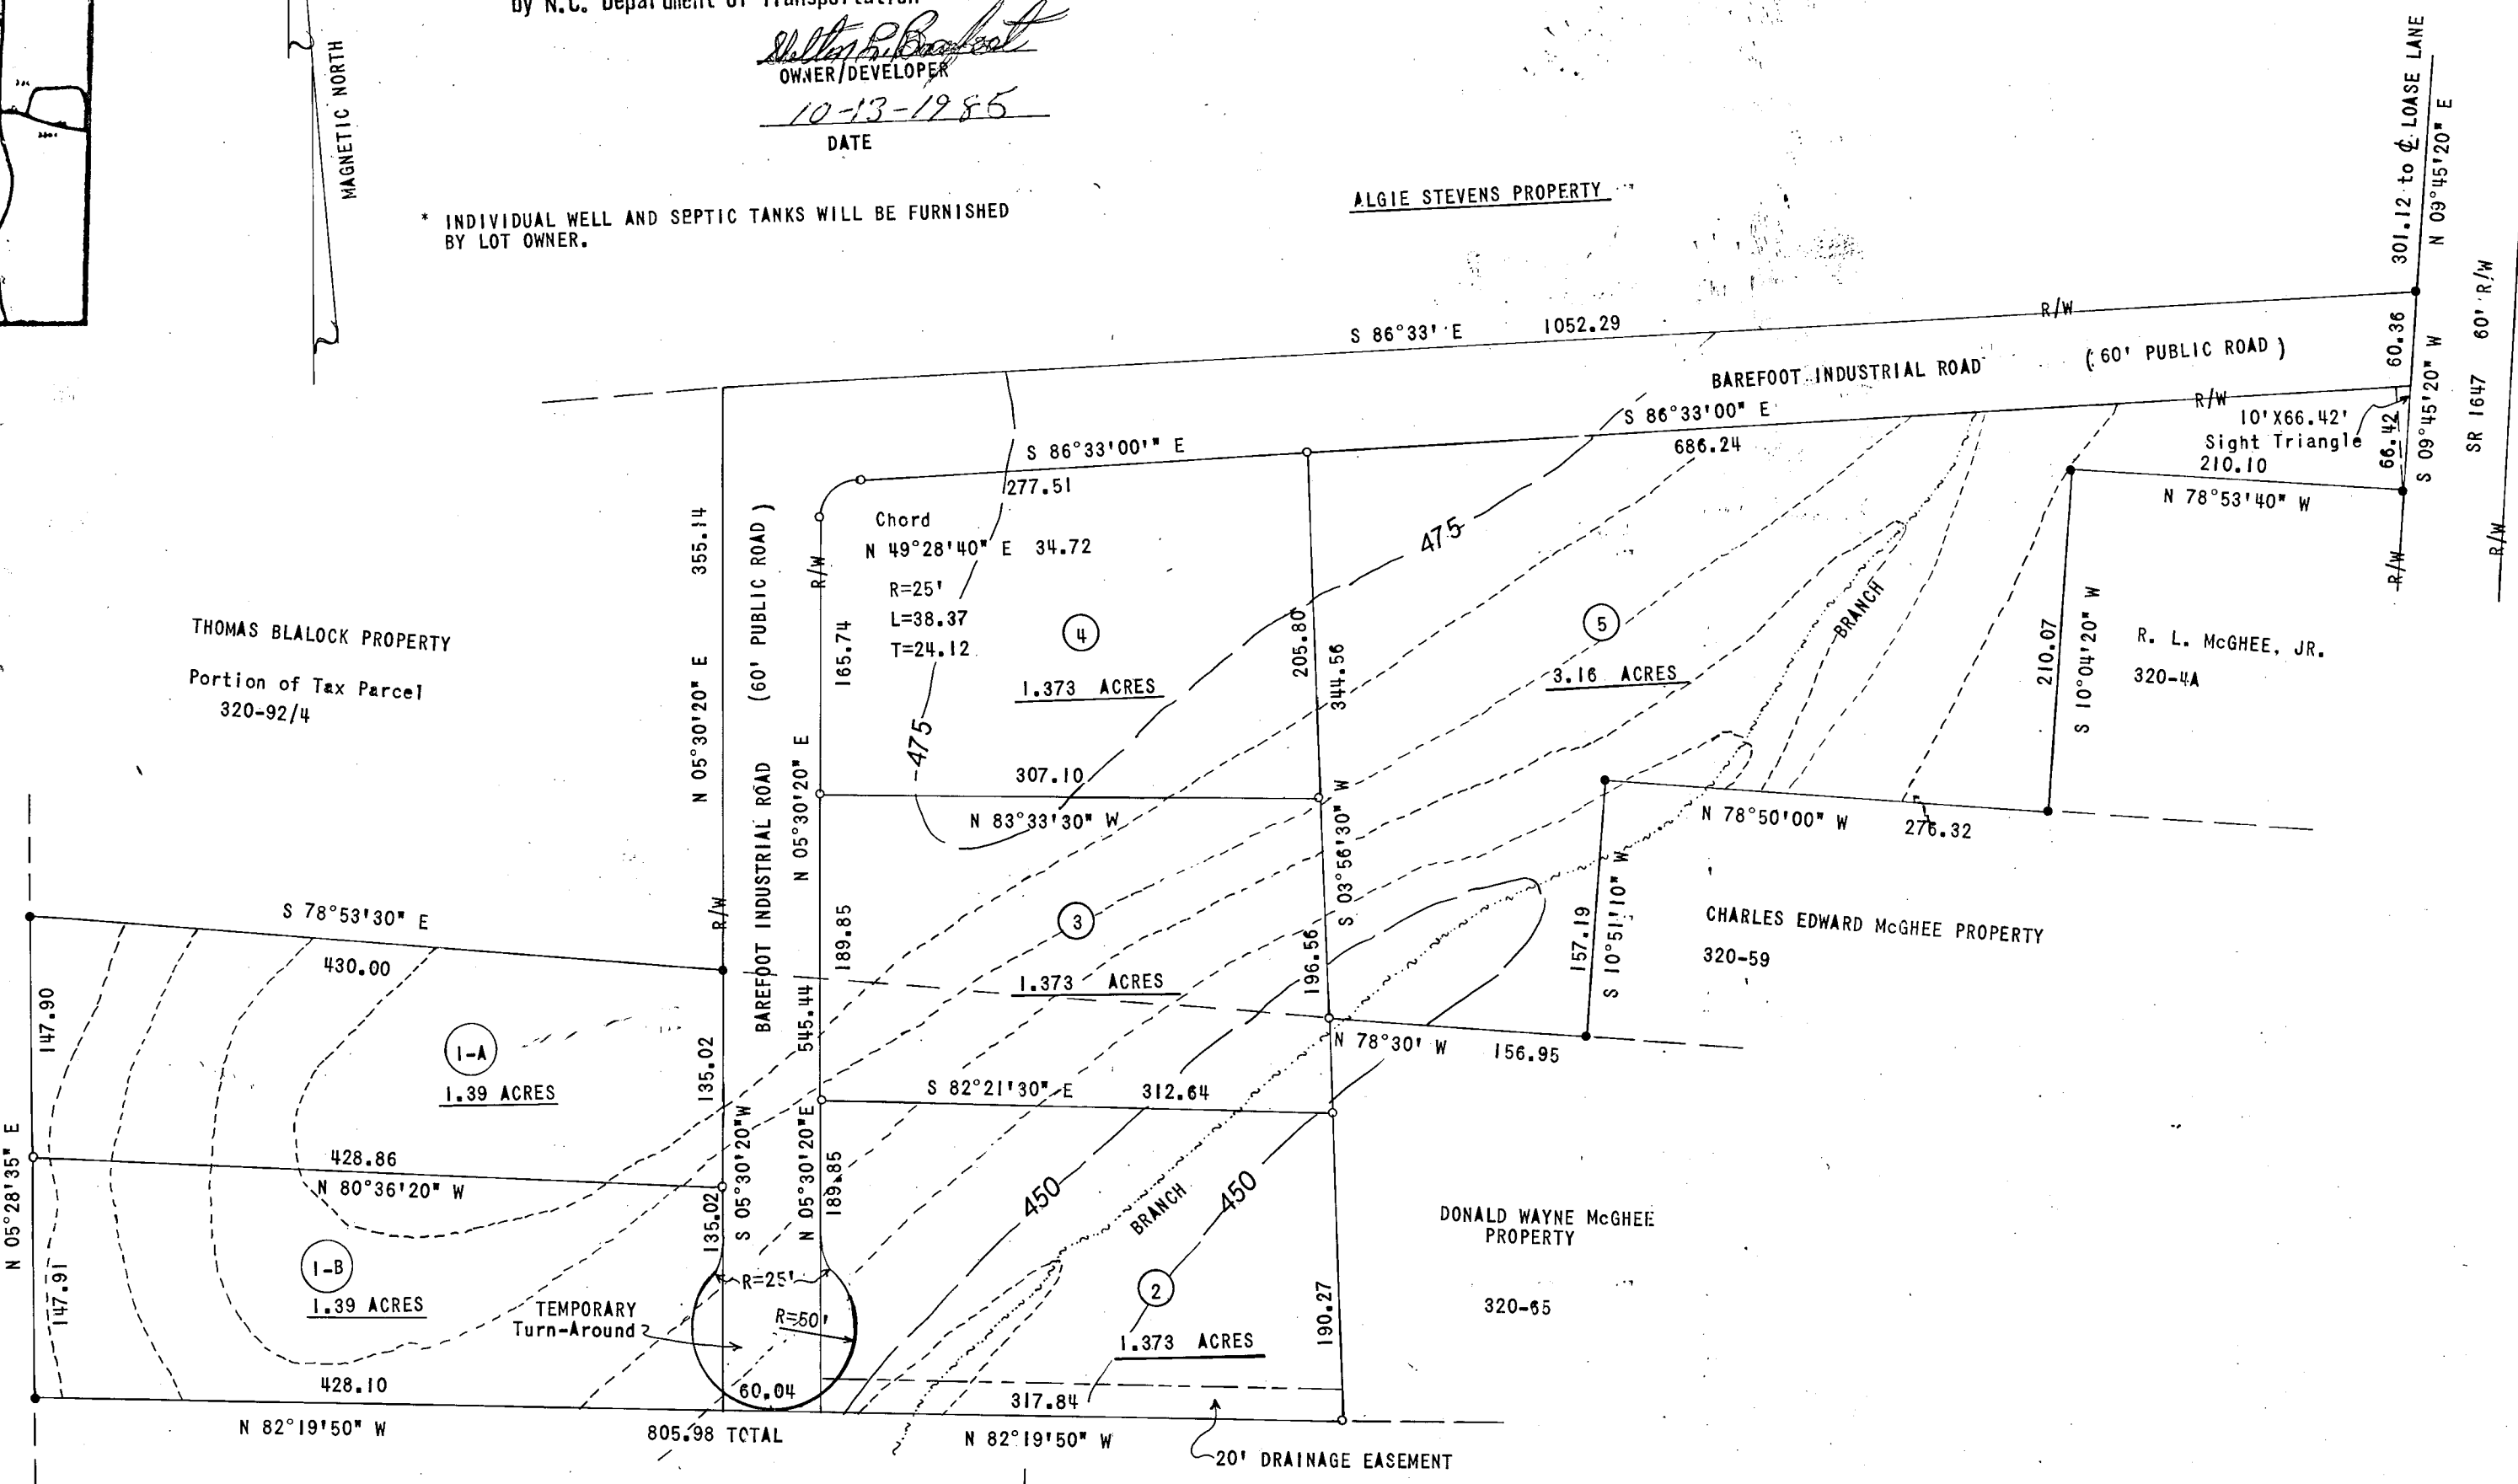 by N.C. Department of Transportation
OWNER/DEVELOPER
10-13-1985
DATE
MAGNETIC NORTH
* INDIVIDUAL WELL AND SEPTIC TANKS WILL BE FURNISHED
BY LOT OWNER.
ALGIE STEVENS PROPERTY
301.12 to ℄ LOASE LANE
N 09°45'20" E
S 86°33' E 1052.29
R/W
BAREFOOT INDUSTRIAL ROAD (60' PUBLIC ROAD)
60.36
S 09°45'20" W
SR 1647 60' R/W
R/W
R/W
S 86°33'00" E
686.24
R/W
10'X66.42'
Sight Triangle
66.42
210.10
N 78°53'40" W
S 86°33'00" E
277.51
Chord
N 49°28'40" E 34.72
R=25'
L=38.37
T=24.12
355.14
N 05°30'20" E
(60' PUBLIC ROAD)
BAREFOOT INDUSTRIAL ROAD
R/W
165.74
4
1.373 ACRES
475
475
205.80
344.56
5
3.16 ACRES
BRANCH
210.07
S 10°04'20" W
R. L. McGHEE, JR.
320-4A
THOMAS BLALOCK PROPERTY
Portion of Tax Parcel
320-92/4
307.10
N 83°33'30" W
N 05°30'20" E
S 03°56'30" W
N 78°50'00" W 276.32
157.19
S 10°51'10" W
CHARLES EDWARD McGHEE PROPERTY
320-59
S 78°53'30" E
430.00
R/W
189.85
3
1.373 ACRES
196.56
N 78°30' W 156.95
147.90
1-A
1.39 ACRES
135.02
545.44
S 82°21'30" E 312.64
428.86
N 80°36'20" W
N 05°28'35" E
S 05°30'20"W
N 05°30'20"E
189.85
135.02
450
450
BRANCH
DONALD WAYNE McGHEE
PROPERTY
320-65
147.91
1-B
1.39 ACRES
TEMPORARY
Turn-Around
R=25'
R=50'
2
1.373 ACRES
190.27
428.10
60.04
317.84
N 82°19'50" W
805.98 TOTAL
N 82°19'50" W
20' DRAINAGE EASEMENT